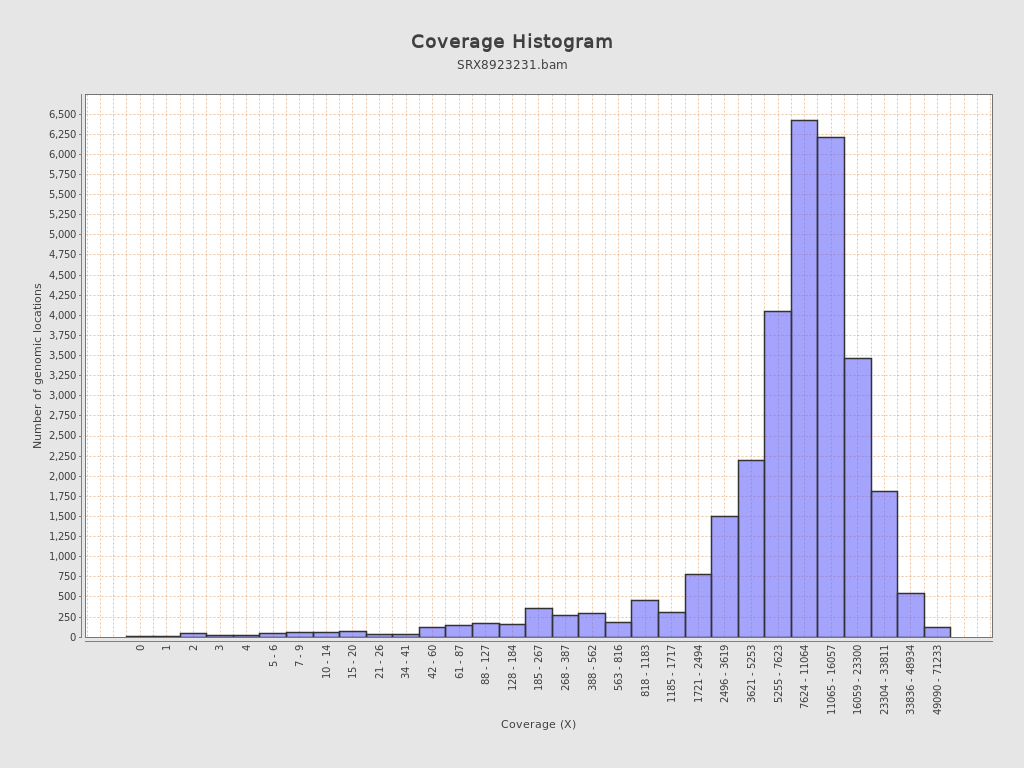 Coverage Histogram
SRX8923231.bam
Number of genomic locations
6,500
6,250
6,000
5,750
5,500
5,250
5,000
4,750
4,500
4,250
4,000
3,750
3,500
3,250
3,000
2,750
2,500
2,250
2,000
1,750
1,500
1,250
1,000
750
500
250
0
0
1
2
3
4
5 - 6
7 - 9
10 - 14
15 - 20
21 - 26
34 - 41
42 - 60
61 - 87
88 - 127
128 - 184
185 - 267
268 - 387
388 - 562
563 - 816
818 - 1183
1185 - 1717
1721 - 2494
2496 - 3619
3621 - 5253
5255 - 7623
7624 - 11064
11065 - 16057
16059 - 23300
23304 - 33811
33836 - 48934
49090 - 71233
Coverage (X)